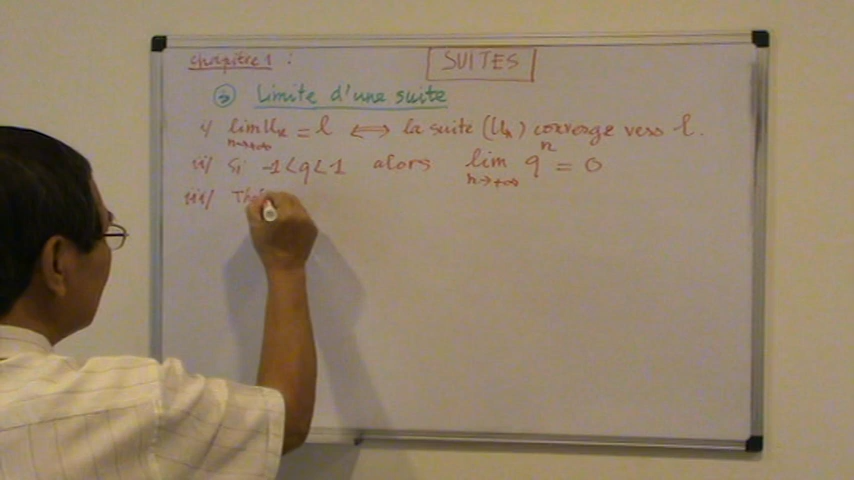 chapitre 1 : SUITES
③ Limite d'une suite
i/ lim Un = l ⟺ la suite (Un) converge vers l.
n→+∞
ii/ Si -1<q<1 alors lim qⁿ = 0
n→+∞
iii/